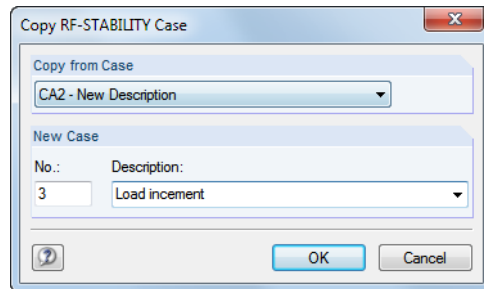 Copy RF-STABILITY Case
Copy from Case
CA2 - New Description
New Case
No.: Description:
3 Load incement
OK Cancel